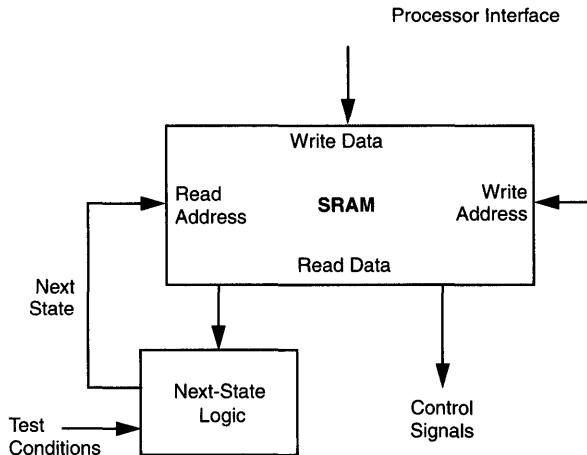 Processor Interface
Write Data
Read
Address
SRAM
Write
Address
Read Data
Next
State
Next-State
Logic
Test
Conditions
Control
Signals